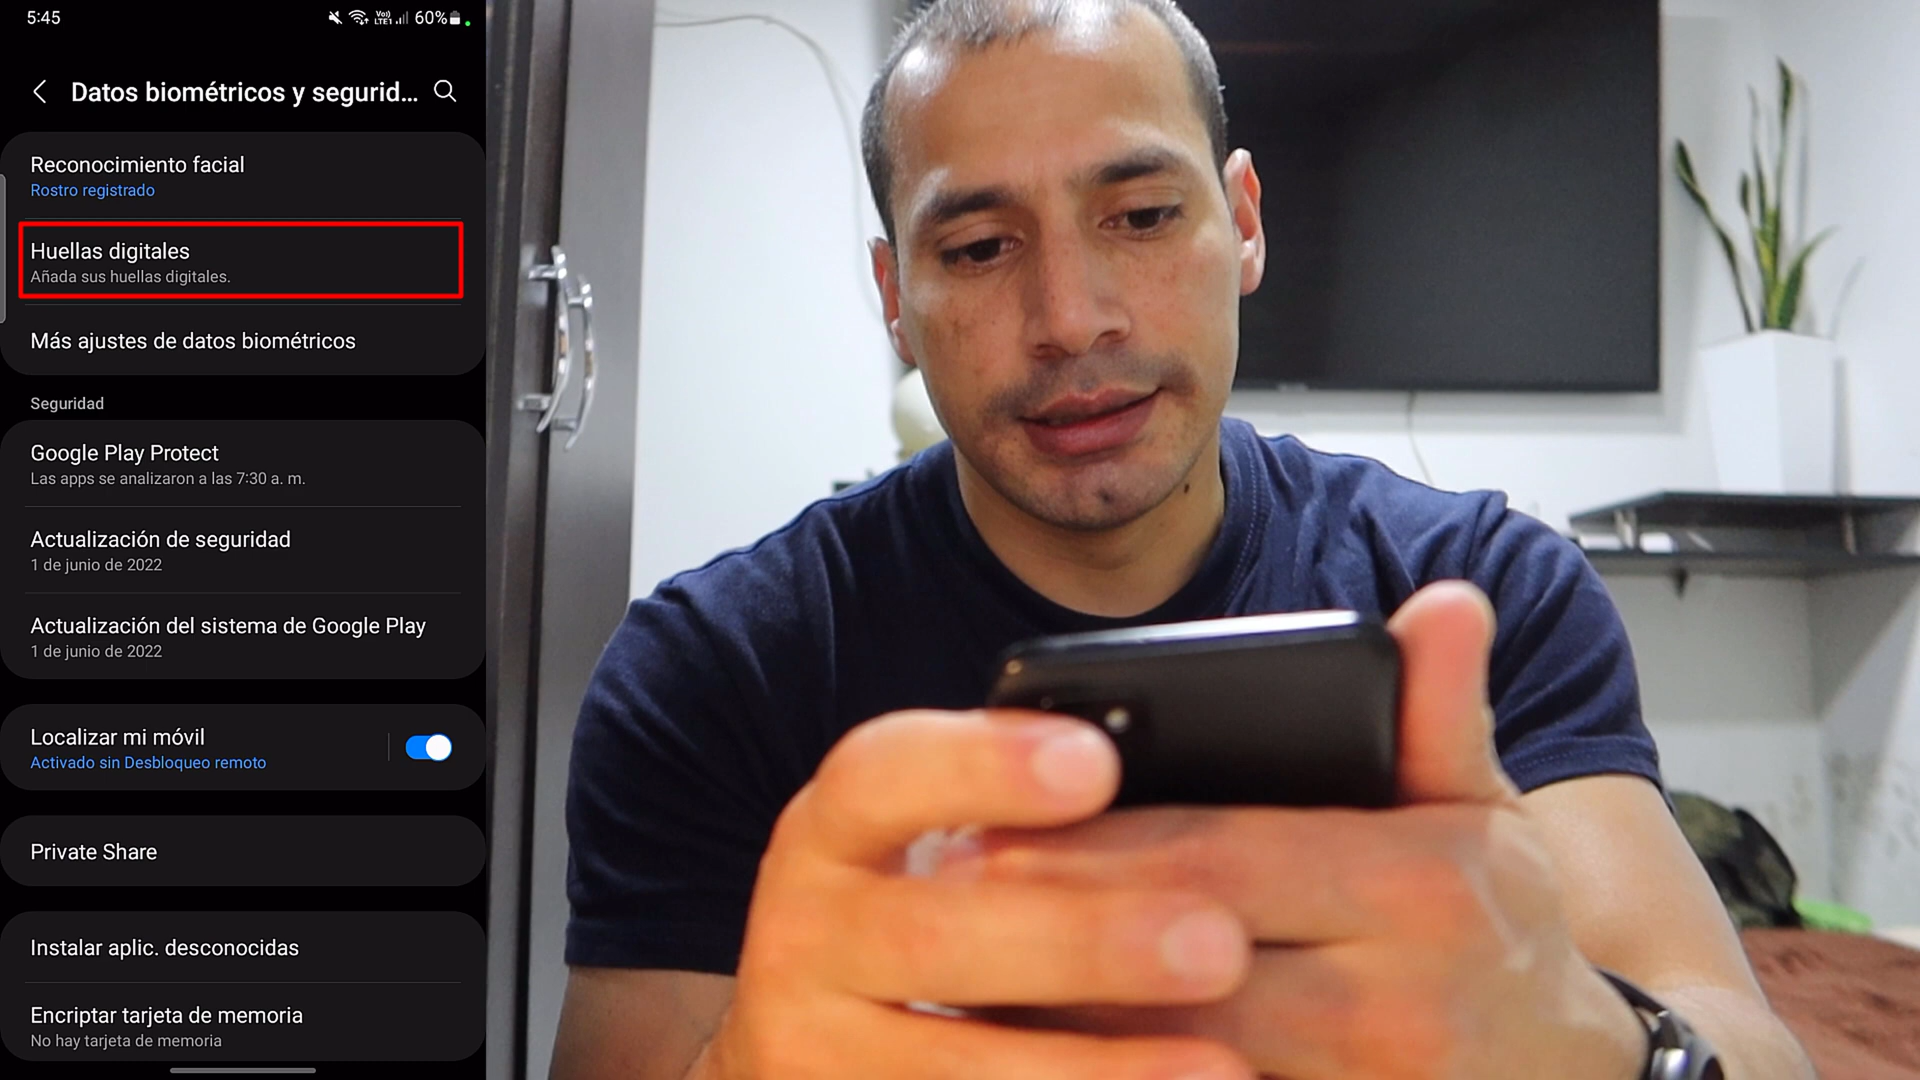 5:45
Vo)) LTE1 60%
Datos biométricos y segurid...
Reconocimiento facial
Rostro registrado
Huellas digitales
Añada sus huellas digitales.
Más ajustes de datos biométricos
Seguridad
Google Play Protect
Las apps se analizaron a las 7:30 a. m.
Actualización de seguridad
1 de junio de 2022
Actualización del sistema de Google Play
1 de junio de 2022
Localizar mi móvil
Activado sin Desbloqueo remoto
Private Share
Instalar aplic. desconocidas
Encriptar tarjeta de memoria
No hay tarjeta de memoria